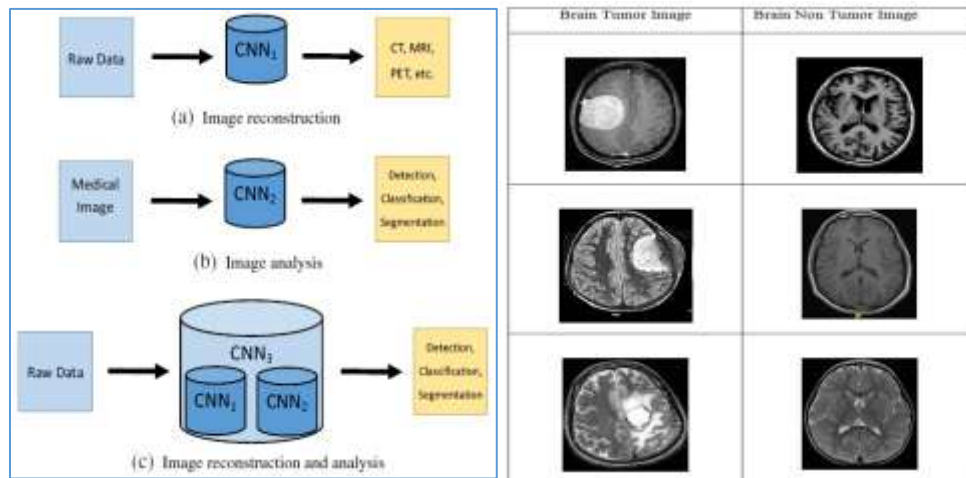 Raw Data
CNN₁
CT, MRI,
PET, etc.
(a) Image reconstruction
Medical
Image
CNN₂
Detection,
Classification,
Segmentation
(b) Image analysis
Raw Data
CNN₃
CNN₁
CNN₂
Detection,
Classification,
Segmentation
(c) Image reconstruction and analysis
Brain Tumor Image
Brain Non Tumor Image